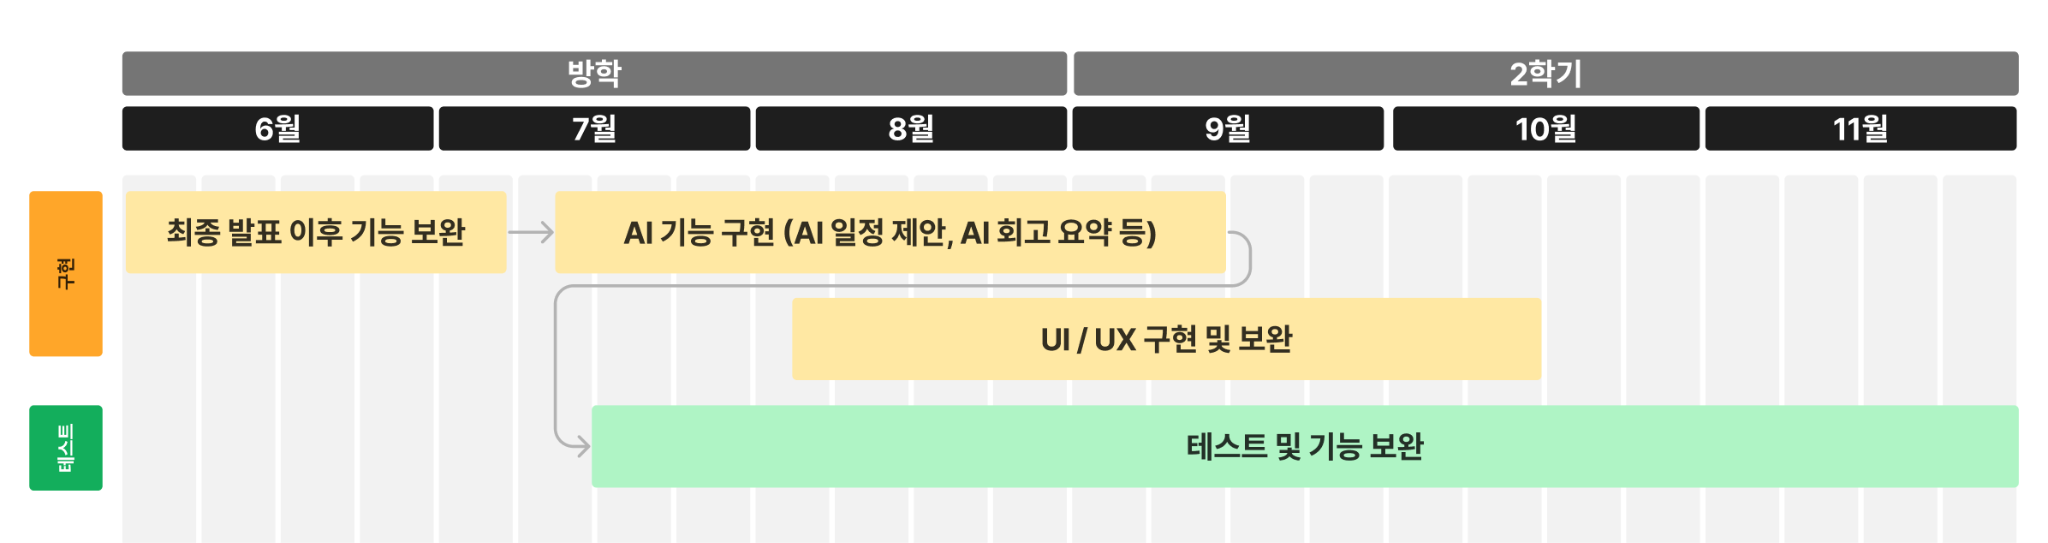 방학
2학기
6월
7월
8월
9월
10월
11월
구현
최종 발표 이후 기능 보완
AI 기능 구현 (AI 일정 제안, AI 회고 요약 등)
UI / UX 구현 및 보완
테스트
테스트 및 기능 보완